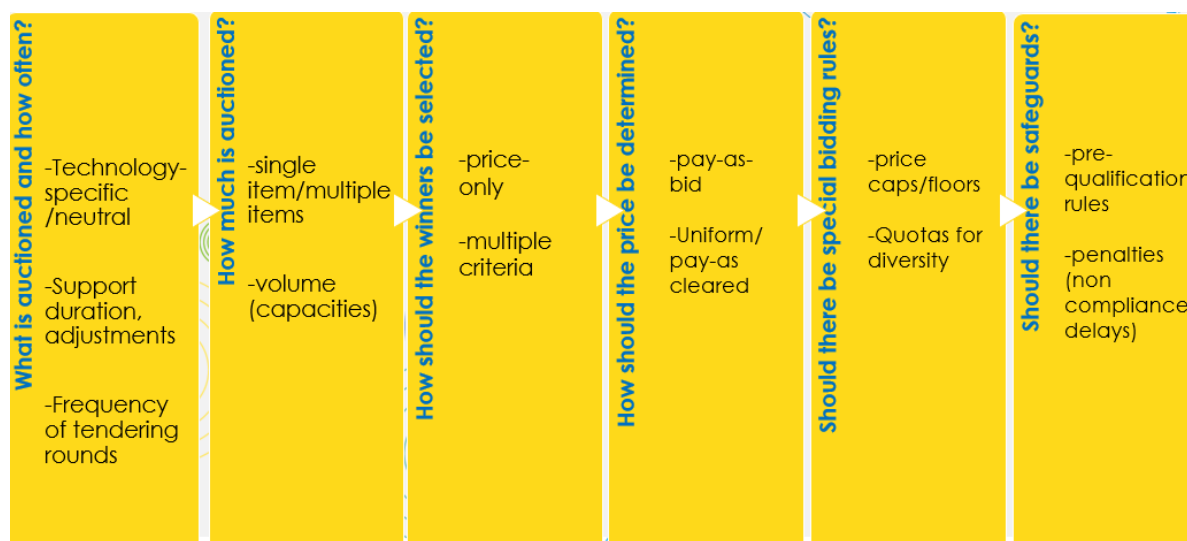 What is auctioned and how often?
-Technology-
specific
/neutral
-Support
duration,
adjustments
-Frequency
of tendering
rounds
How much is auctioned?
-single
item/multiple
items
-volume
(capacities)
How should the winners be selected?
-price-
only
-multiple
criteria
How should the price be determined?
-pay-as-
bid
-Uniform/
pay-as
cleared
Should there be special bidding rules?
-price
caps/floors
-Quotas for
diversity
Should there be safeguards?
-pre-
qualification
rules
-penalties
(non
compliance
delays)